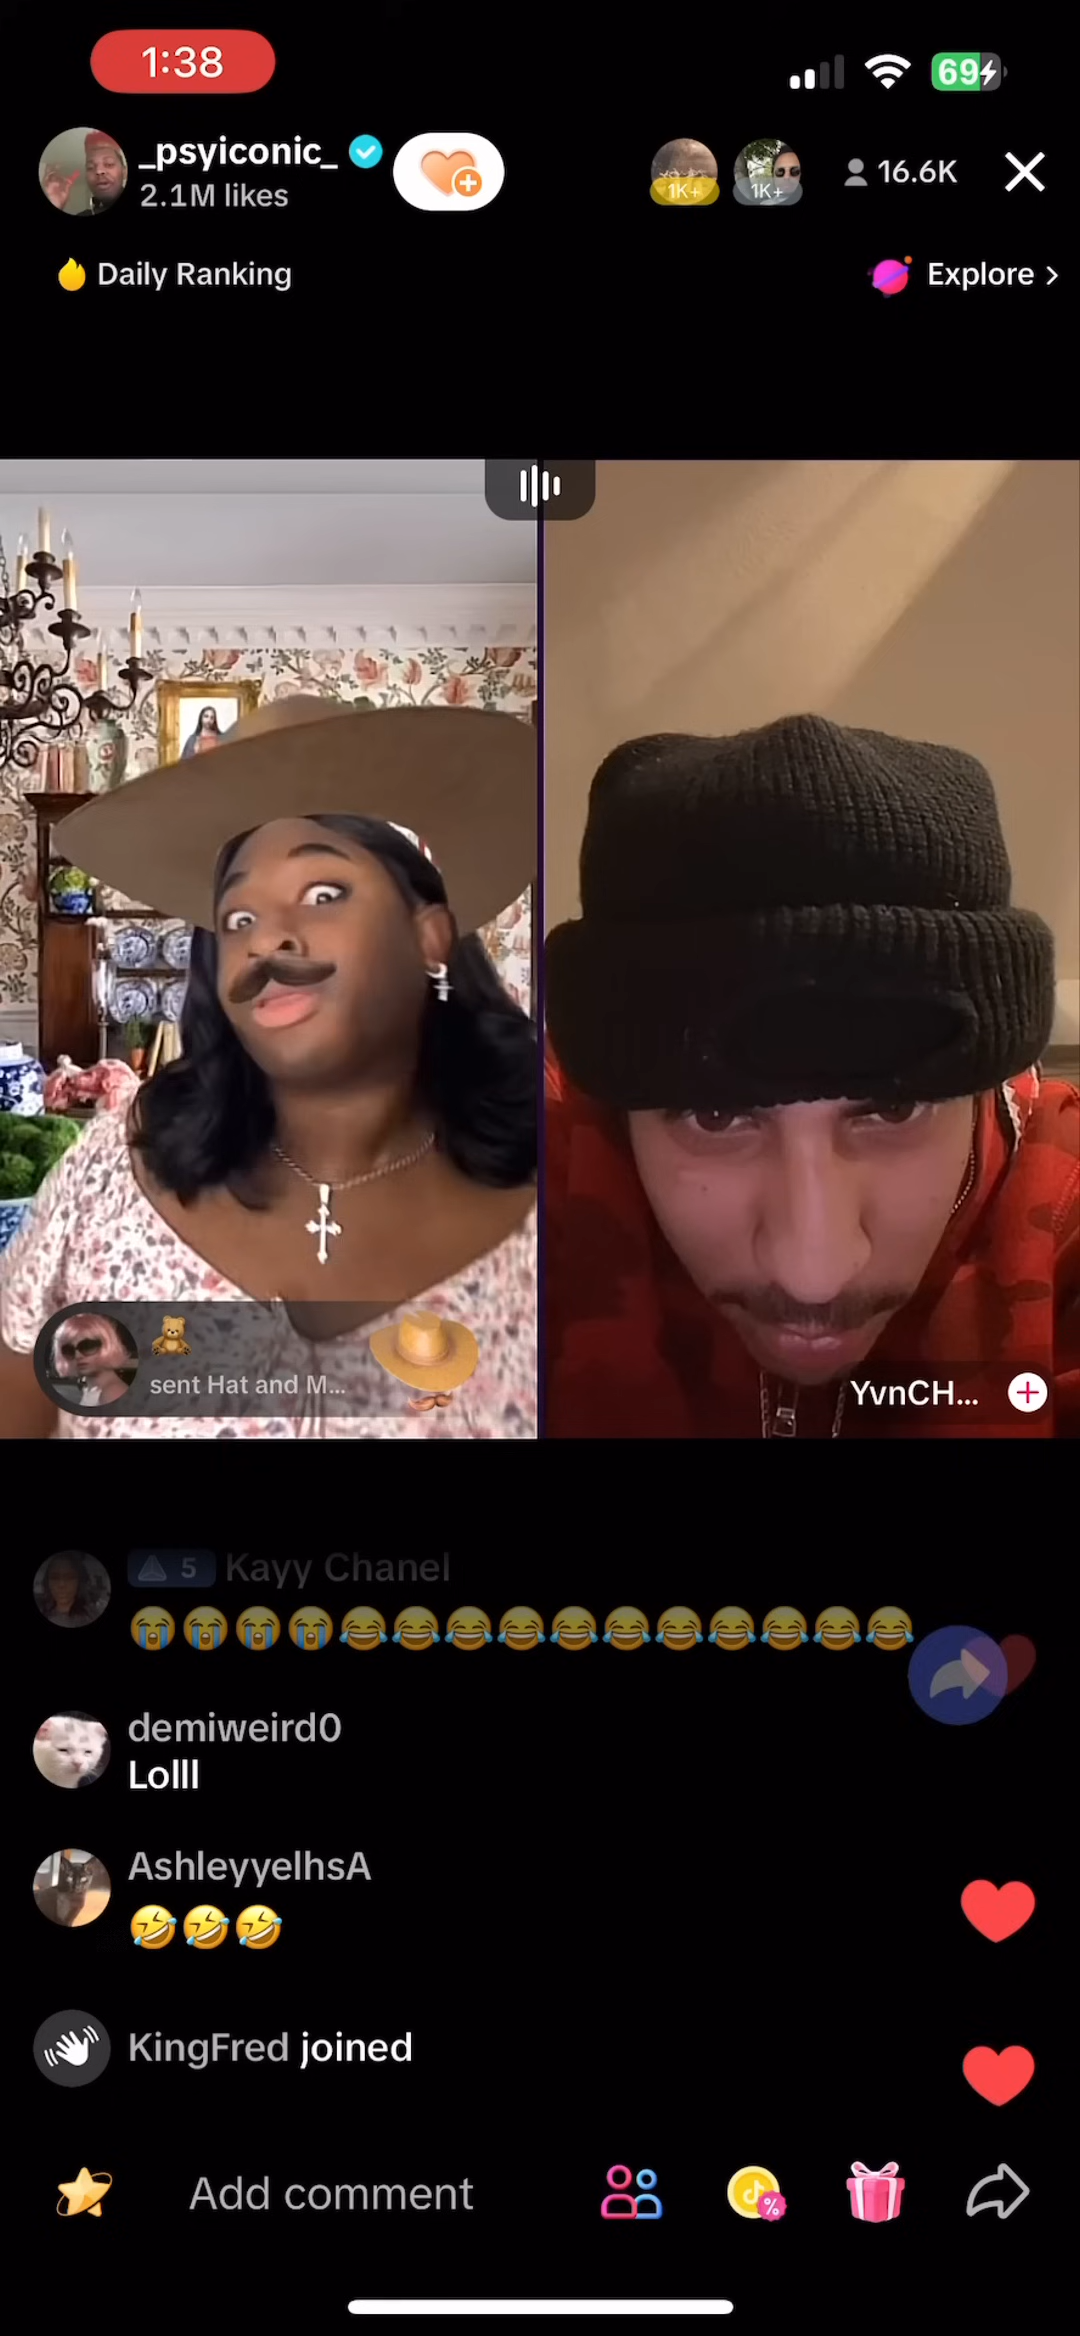 1:38
69
_psyiconic_
2.1M likes
1K+
1K+
16.6K
Daily Ranking
Explore >
sent Hat and M...
YvnCH...
5 Kayy Chanel
😭😭😭😭😂😂😂😂😂😂😂😂😂😂😂
demiweird0
Lolll
AshleyyelhsA
🤣🤣🤣
KingFred joined
Add comment